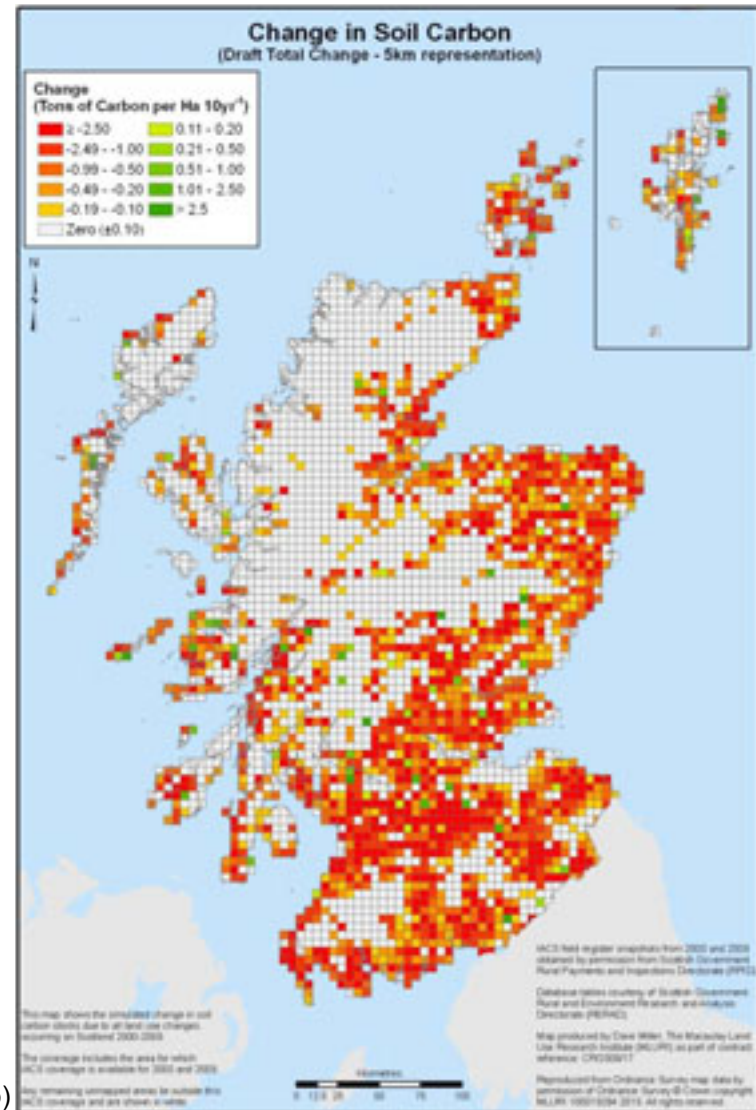 Change in Soil Carbon
(Draft Total Change - 5km representation)
Change
(Tons of Carbon per Ha 10yr⁻¹)
≥ -2.50
-2.49 - -1.00
-0.99 - -0.50
-0.49 - -0.20
-0.19 - -0.10
Zero (±0.10)
0.11 - 0.20
0.21 - 0.50
0.51 - 1.00
1.01 - 2.50
> 2.5
N
This map shows the simulated change in soil
carbon stocks due to all land use changes
occuring on Scotland 2000-2009.
The coverage includes the area for which
IACS coverage is available for 2000 and 2009.
Any remaining unmapped areas lie outside this
IACS coverage and are shown in white.
Kilometres
0 12.5 25 50 75 100
IACS field register snapshots from 2000 and 2009
obtained by permission from Scottish Government
Rural Payments and Inspections Directorate
Database tables courtesy of Scottish Government
Rural and Environment Research and Analysis
Directorate (RERAD).
Map produced by Dave Miller, The Macaulay Land
Use Research Institute (MLURI) as part of contract
reference:
Reproduced from Ordnance Survey map data by
permission of Ordnance Survey © Crown copyright
MLURI 2010. All rights reserved.
)